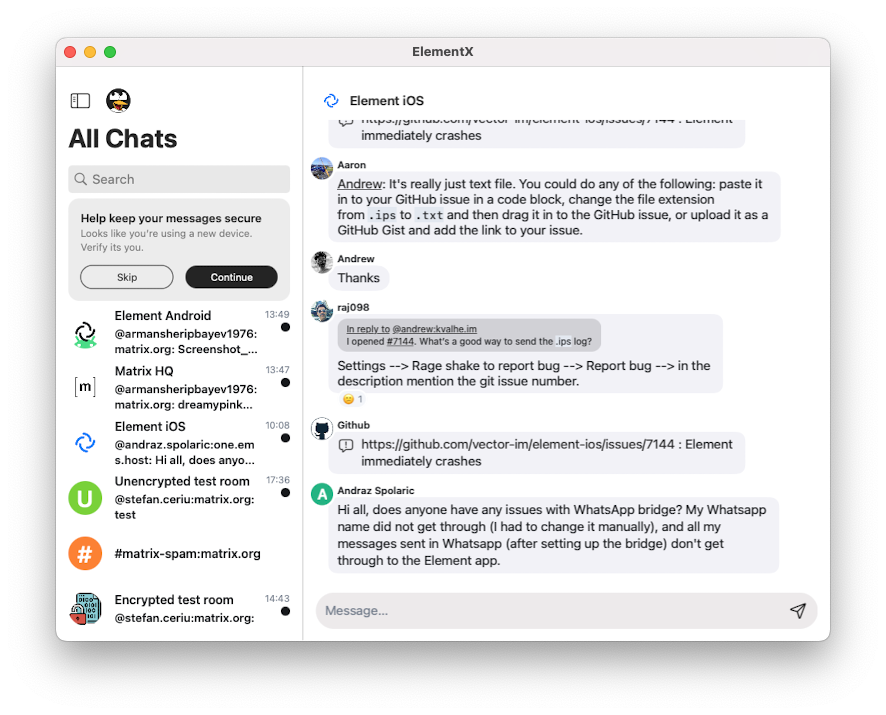 ElementX
All Chats
Search
Help keep your messages secure
Looks like you're using a new device.
Verify its you.
Skip
Continue
Element Android
13:49
@armansheripbayev1976:
matrix.org: Screenshot_...
[m]
Matrix HQ
13:47
@armansheripbayev1976:
matrix.org: dreamypink...
Element iOS
10:08
@andraz.spolaric:one.em
s.host: Hi all, does anyo...
U
Unencrypted test room
17:36
@stefan.ceriu:matrix.org:
test
#
#matrix-spam:matrix.org
Encrypted test room
14:43
@stefan.ceriu:matrix.org:
Element iOS
https://github.com/vector-im/element-ios/issues/7144 : Element
immediately crashes
Aaron
Andrew: It's really just text file. You could do any of the following: paste it
in to your GitHub issue in a code block, change the file extension
from .ips to .txt and then drag it in to the GitHub issue, or upload it as a
GitHub Gist and add the link to your issue.
Andrew
Thanks
raj098
In reply to @andrew:kvalhe.im
I opened #7144. What's a good way to send the .ips log?
Settings --> Rage shake to report bug --> Report bug --> in the
description mention the git issue number.
1
Github
https://github.com/vector-im/element-ios/issues/7144 : Element
immediately crashes
A
Andraz Spolaric
Hi all, does anyone have any issues with WhatsApp bridge? My Whatsapp
name did not get through (I had to change it manually), and all my
messages sent in Whatsapp (after setting up the bridge) don't get
through to the Element app.
Message...